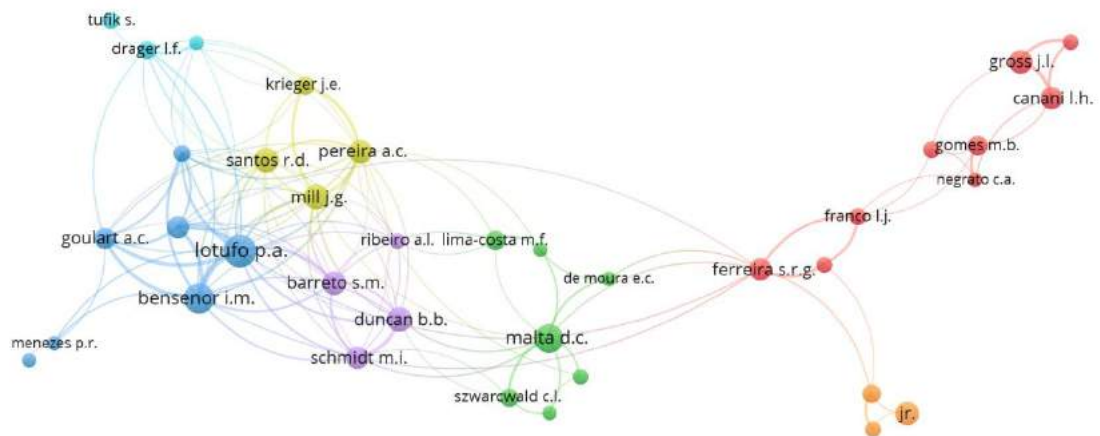 tufik s.
drager l.f.
krieger j.e.
santos r.d.
pereira a.c.
mill j.g.
goulart a.c.
lotufo p.a.
ribeiro a.l.
lima-costa m.f.
bensenor i.m.
barreto s.m.
de moura e.c.
duncan b.b.
menezes p.r.
schmidt m.i.
malta d.c.
szwarcwald c.l.
gross j.l.
canani l.h.
gomes m.b.
negrato c.a.
franco l.j.
ferreira s.r.g.
jr.